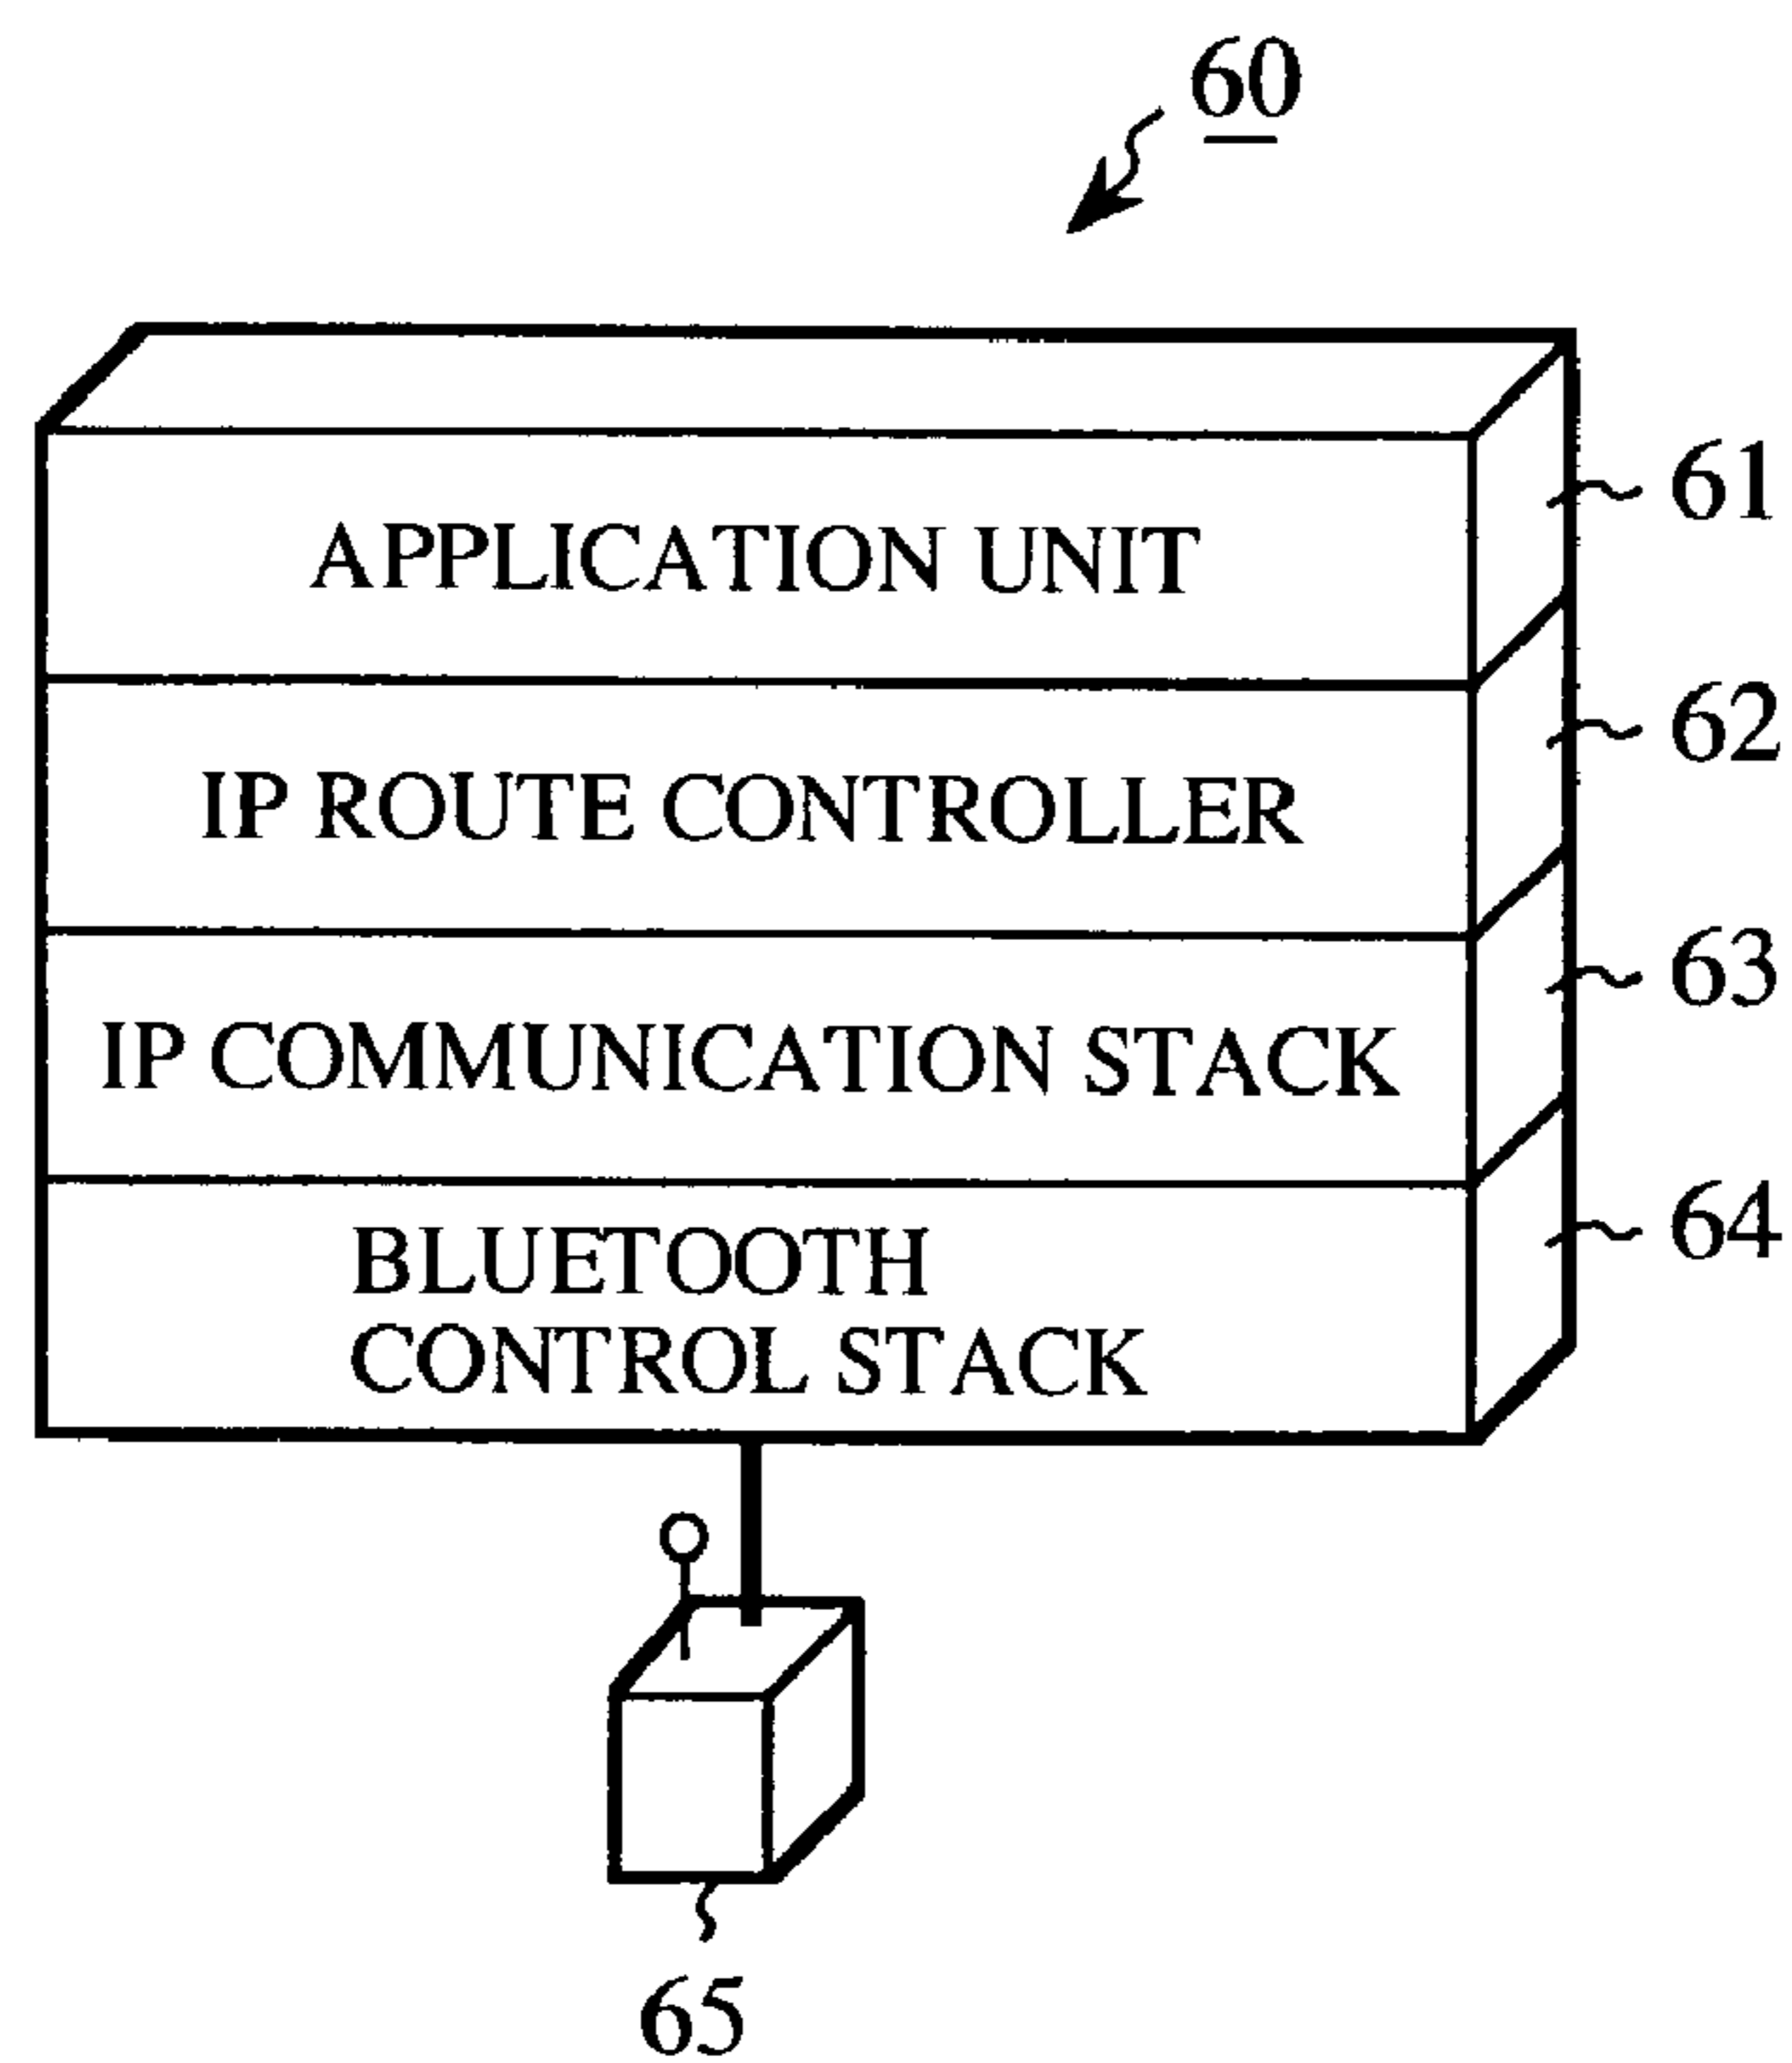 60
APPLICATION UNIT
61
IP ROUTE CONTROLLER
62
IP COMMUNICATION STACK
63
BLUETOOTH
CONTROL STACK
64
65